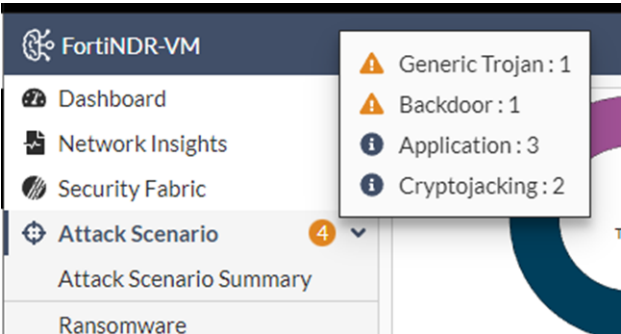 FortiNDR-VM
Dashboard
Network Insights
Security Fabric
Attack Scenario 4
Attack Scenario Summary
Ransomware
Generic Trojan : 1
Backdoor : 1
Application : 3
Cryptojacking : 2